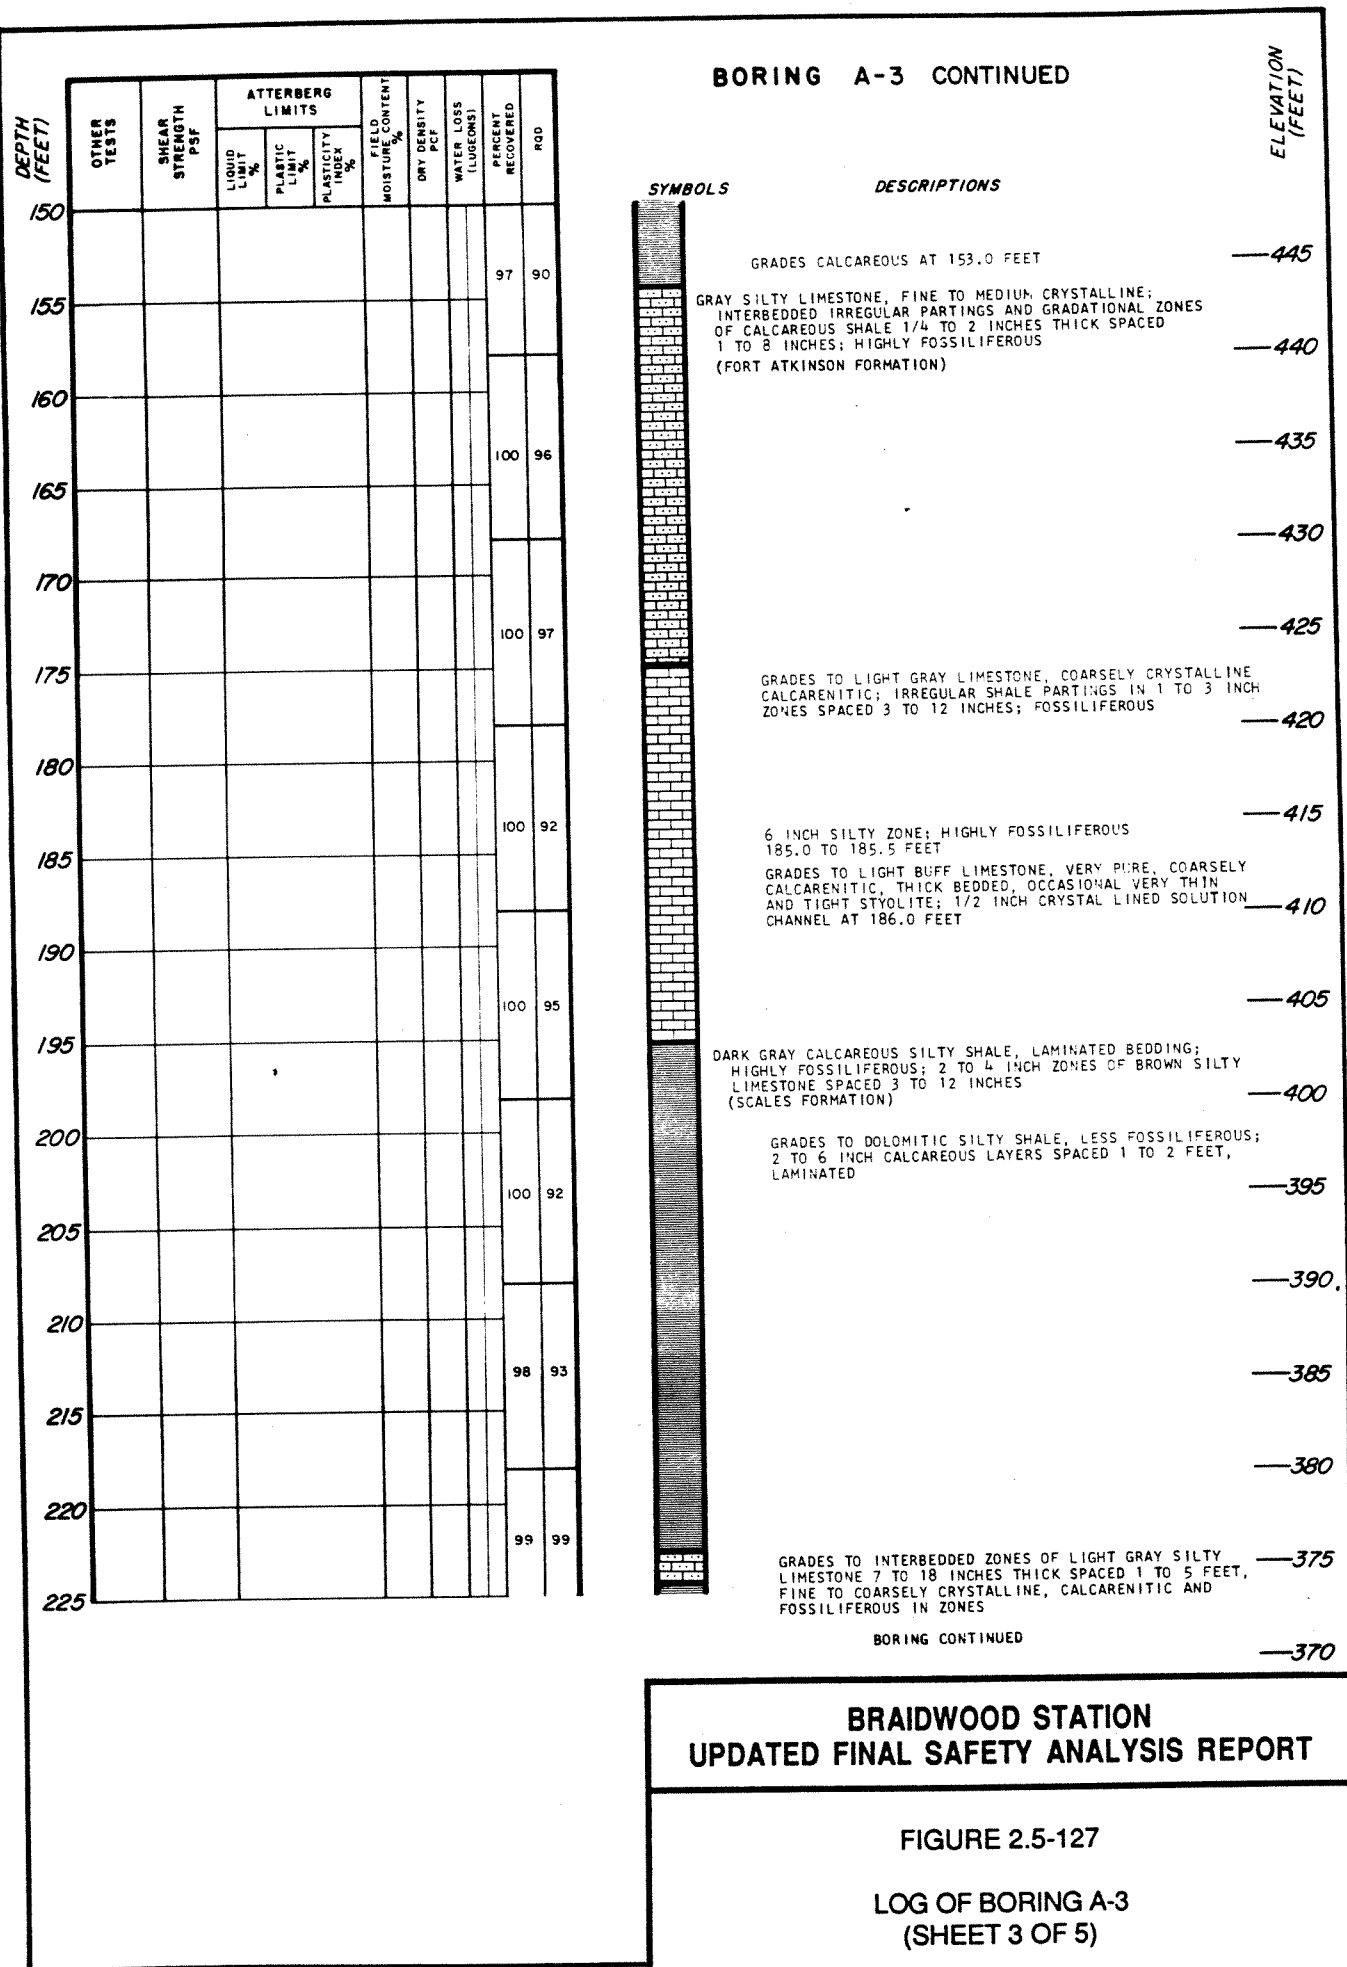 BORING A-3 CONTINUED
DEPTH
(FEET)
OTHER
TESTS
SHEAR
STRENGTH
PSF
ATTERBERG
LIMITS
LIQUID
LIMIT
%
PLASTIC
LIMIT
%
PLASTICITY
INDEX
%
FIELD
MOISTURE CONTENT
%
DRY DENSITY
PCF
WATER LOSS
(LUGEONS)
PERCENT
RECOVERED
RQD
ELEVATION
(FEET)
SYMBOLS
DESCRIPTIONS
150
155
160
165
170
175
180
185
190
195
200
205
210
215
220
225
97 90
100 96
100 97
100 92
100 95
100 92
98 93
99 99
GRADES CALCAREOUS AT 153.0 FEET
GRAY SILTY LIMESTONE, FINE TO MEDIUM CRYSTALLINE;
INTERBEDDED IRREGULAR PARTINGS AND GRADATIONAL ZONES
OF CALCAREOUS SHALE 1/4 TO 2 INCHES THICK SPACED
1 TO 8 INCHES; HIGHLY FOSSILIFEROUS
(FORT ATKINSON FORMATION)
GRADES TO LIGHT GRAY LIMESTONE, COARSELY CRYSTALLINE
CALCARENITIC; IRREGULAR SHALE PARTINGS IN 1 TO 3 INCH
ZONES SPACED 3 TO 12 INCHES; FOSSILIFEROUS
6 INCH SILTY ZONE; HIGHLY FOSSILIFEROUS
185.0 TO 185.5 FEET
GRADES TO LIGHT BUFF LIMESTONE, VERY PURE, COARSELY
CALCARENITIC, THICK BEDDED, OCCASIONAL VERY THIN
AND TIGHT STYOLITE; 1/2 INCH CRYSTAL LINED SOLUTION
CHANNEL AT 186.0 FEET
DARK GRAY CALCAREOUS SILTY SHALE, LAMINATED BEDDING;
HIGHLY FOSSILIFEROUS; 2 TO 4 INCH ZONES OF BROWN SILTY
LIMESTONE SPACED 3 TO 12 INCHES
(SCALES FORMATION)
GRADES TO DOLOMITIC SILTY SHALE, LESS FOSSILIFEROUS;
2 TO 6 INCH CALCAREOUS LAYERS SPACED 1 TO 2 FEET,
LAMINATED
GRADES TO INTERBEDDED ZONES OF LIGHT GRAY SILTY
LIMESTONE 7 TO 18 INCHES THICK SPACED 1 TO 5 FEET,
FINE TO COARSELY CRYSTALLINE, CALCARENITIC AND
FOSSILIFEROUS IN ZONES
BORING CONTINUED
445
440
435
430
425
420
415
410
405
400
395
390
385
380
375
370
BRAIDWOOD STATION
UPDATED FINAL SAFETY ANALYSIS REPORT
FIGURE 2.5-127
LOG OF BORING A-3
(SHEET 3 OF 5)